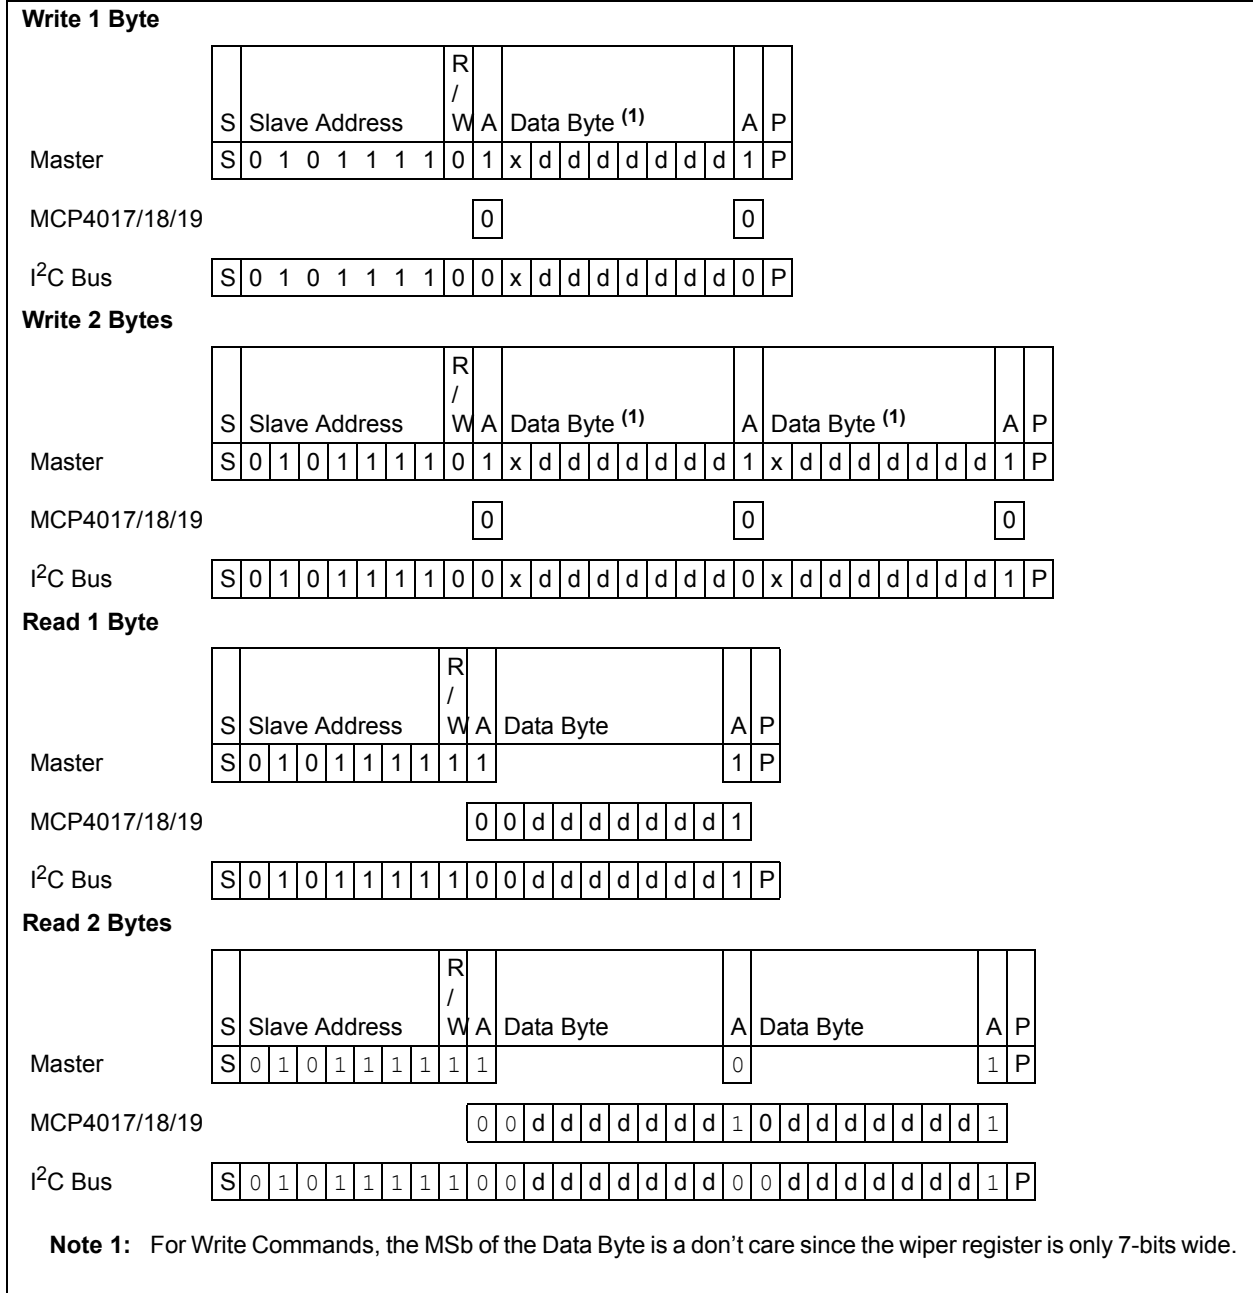 Write 1 Byte
R
/
S Slave Address W A Data Byte (1) A P
Master S 0 1 0 1 1 1 1 0 1 x d d d d d d d 1 P
MCP4017/18/19 0 0
I2C Bus S 0 1 0 1 1 1 1 0 0 x d d d d d d d 0 P
Write 2 Bytes
R
/
S Slave Address W A Data Byte (1) A Data Byte (1) A P
Master S 0 1 0 1 1 1 1 0 1 x d d d d d d d 1 x d d d d d d d 1 P
MCP4017/18/19 0 0 0
I2C Bus S 0 1 0 1 1 1 1 0 0 x d d d d d d d 0 x d d d d d d d 1 P
Read 1 Byte
R
/
S Slave Address W A Data Byte A P
Master S 0 1 0 1 1 1 1 1 1 1 P
MCP4017/18/19 0 0 d d d d d d d 1
I2C Bus S 0 1 0 1 1 1 1 1 0 0 d d d d d d d 1 P
Read 2 Bytes
R
/
S Slave Address W A Data Byte A Data Byte A P
Master S 0 1 0 1 1 1 1 1 1 0 1 P
MCP4017/18/19 0 0 d d d d d d d 1 0 d d d d d d d 1
I2C Bus S 0 1 0 1 1 1 1 1 0 0 d d d d d d d 0 0 d d d d d d d 1 P
Note 1: For Write Commands, the MSb of the Data Byte is a don't care since the wiper register is only 7-bits wide.